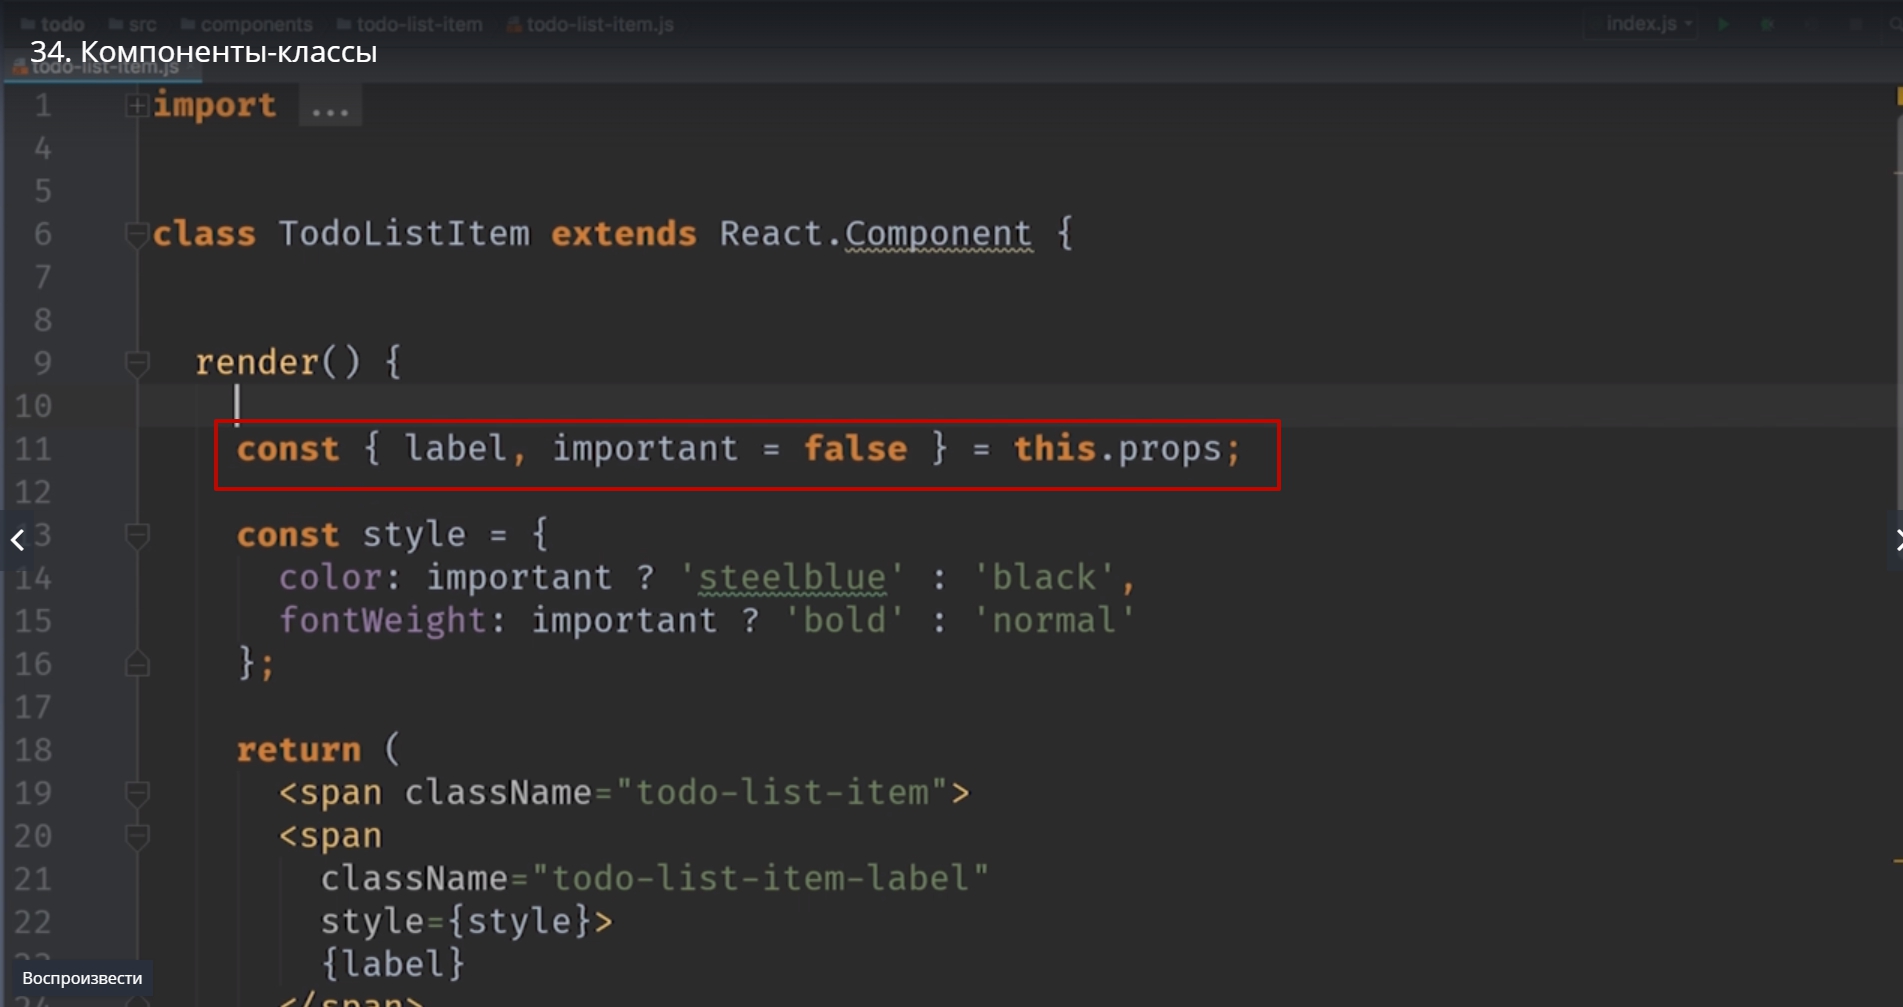 todo src components todo-list-item todo-list-item.js index.js
34. Компоненты-классы
todo-list-item.js
1 import ...
4
5
6 class TodoListItem extends React.Component {
7
8
9 render() {
10
11 const { label, important = false } = this.props;
12
13 const style = {
14 color: important ? 'steelblue' : 'black',
15 fontWeight: important ? 'bold' : 'normal'
16 };
17
18 return (
19 <span className="todo-list-item">
20 <span
21 className="todo-list-item-label"
22 style={style}>
{label}
Воспроизвести
24 </span>